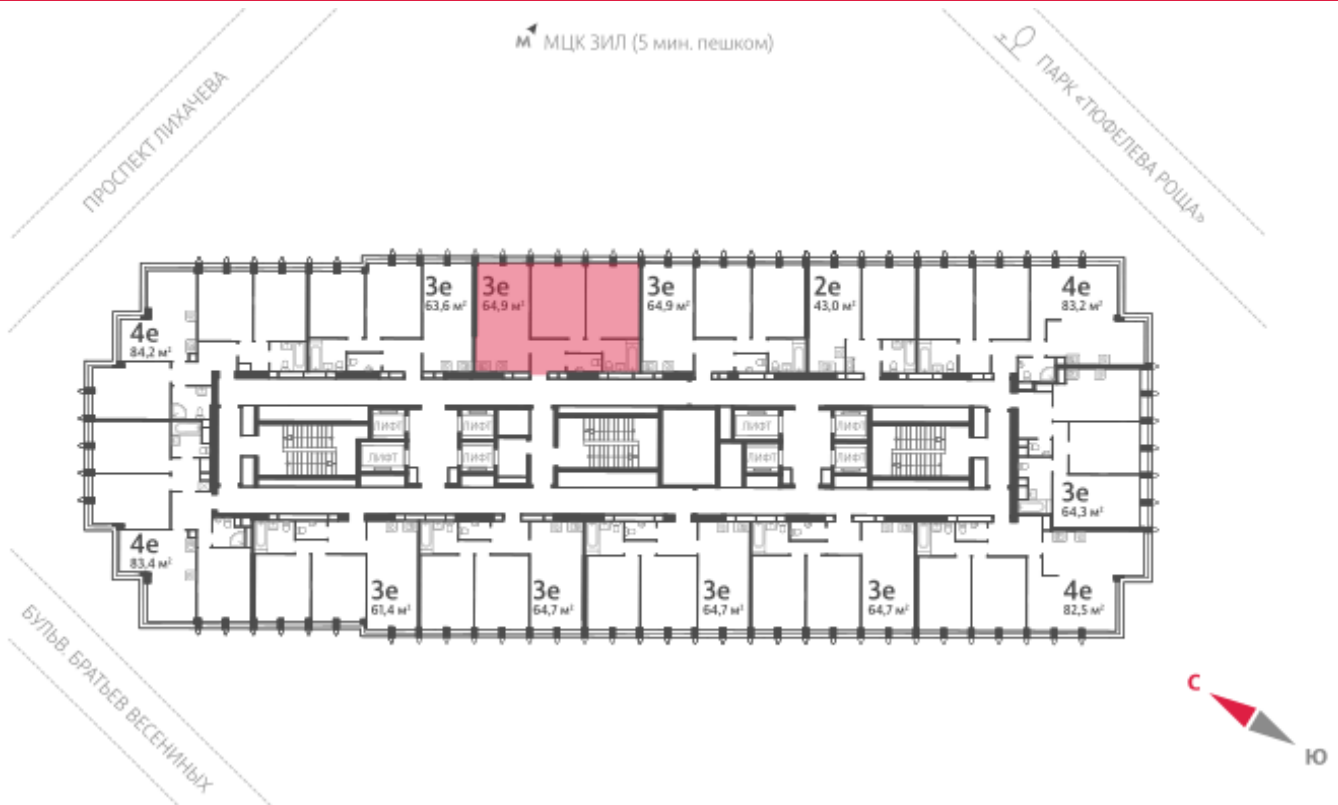 М МЦК ЗИЛ (5 мин. пешком)
ПРОСПЕКТ ЛИХАЧЕВА
ПАРК «ТЮФЕЛЕВА РОЩА»
4е
84,2 м²
3е
63,6 м²
3е
64,9 м²
3е
64,9 м²
2е
43,0 м²
4е
83,2 м²
ЛИФТ
ЛИФТ
ЛИФТ
ЛИФТ
ЛИФТ
ЛИФТ
ЛИФТ
ЛИФТ
3е
64,3 м²
4е
83,4 м²
3е
61,4 м²
3е
64,7 м²
3е
64,7 м²
3е
64,7 м²
4е
82,5 м²
БУЛЬВ. БРАТЬЕВ ВЕСЕНИНЫХ
С
Ю